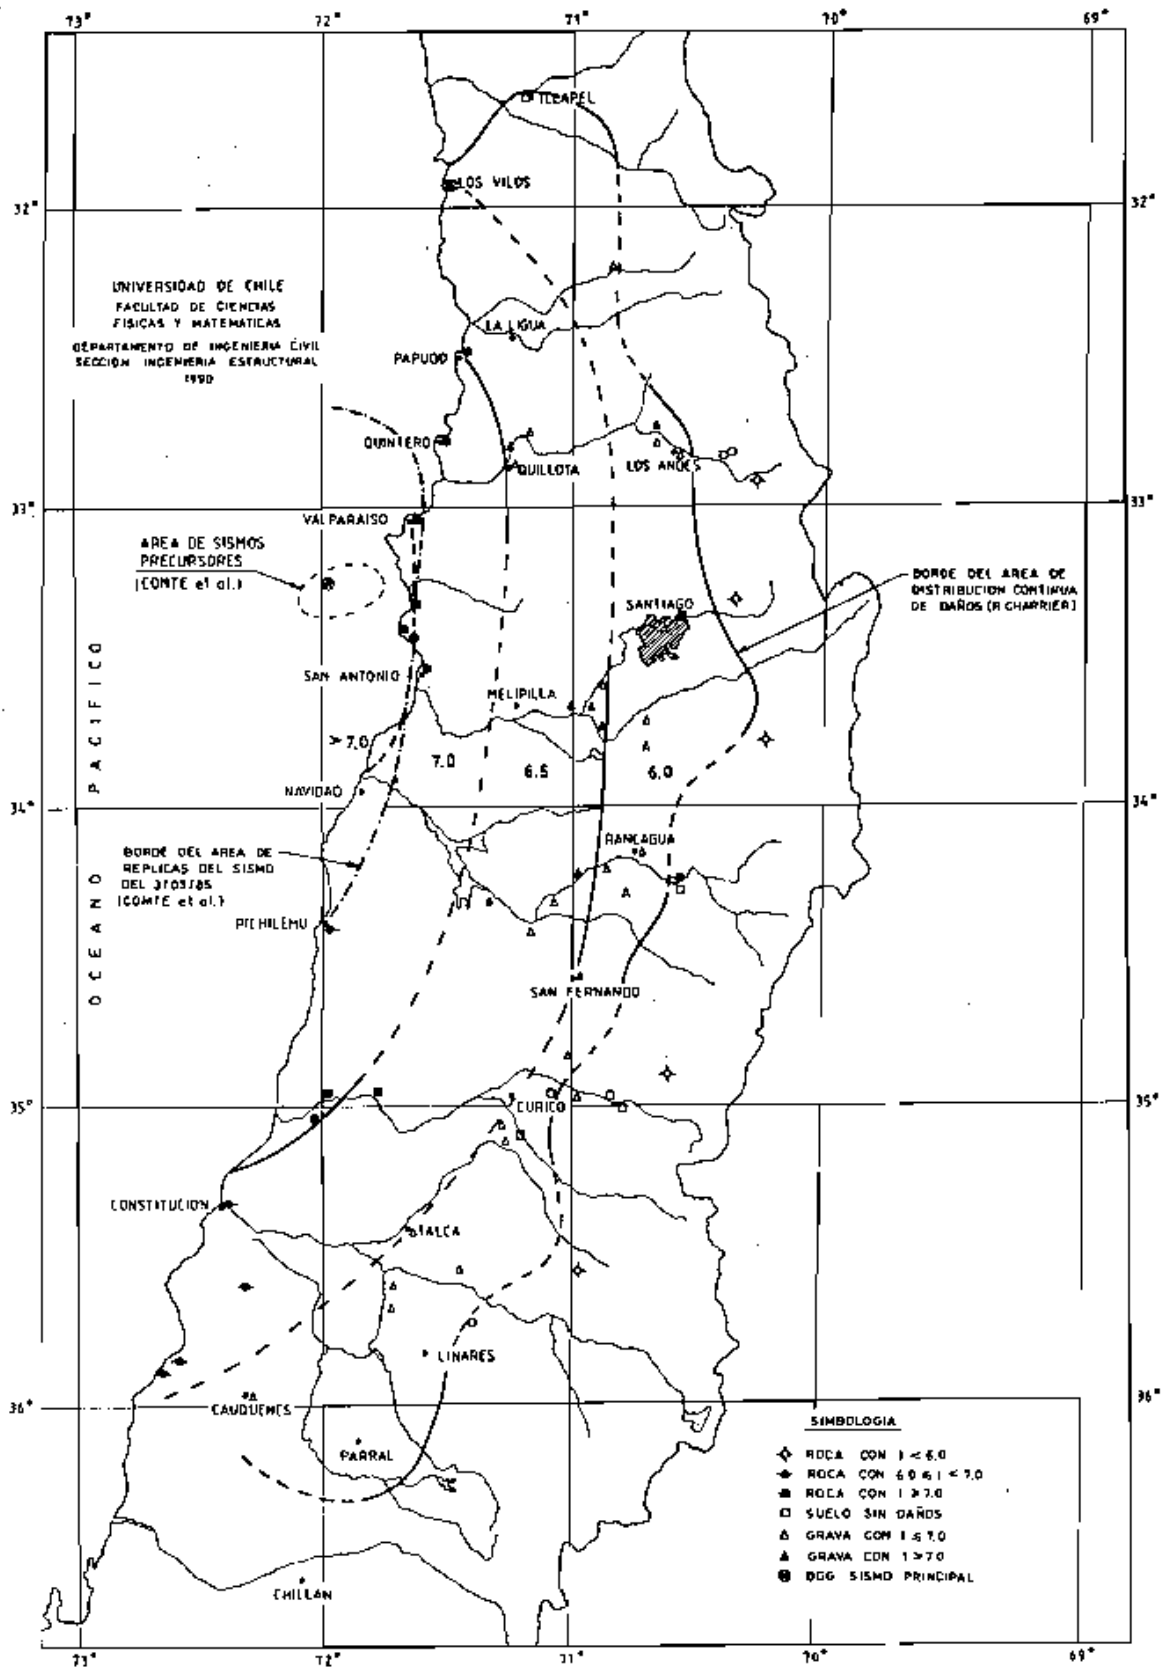 73°
72°
71°
70°
69°
ILLAPEL
LOS VILOS
32°
32°
UNIVERSIDAD DE CHILE
FACULTAD DE CIENCIAS
FISICAS Y MATEMATICAS
DEPARTAMENTO DE INGENIERIA CIVIL
SECCION INGENIERIA ESTRUCTURAL
1990
LA LIGUA
PAPUDO
QUINTERO
QUILLOTA
LOS ANDES
33°
33°
VALPARAISO
AREA DE SISMOS
PRECURSORES
(COMTE et al.)
BORDE DEL AREA DE
DISTRIBUCION CONTINUA
DE DAÑOS (R CHARRIER)
SANTIAGO
SAN ANTONIO
MELIPILLA
> 7.0
7.0
6.5
6.0
NAVIDAD
34°
34°
OCEANO PACIFICO
RANCAGUA
BORDE DEL AREA DE
REPLICAS DEL SISMO
DEL
(COMTE et al.)
PICHILEMU
SAN FERNANDO
35°
35°
CURICO
CONSTITUCION
TALCA
LINARES
36°
36°
CAUQUENES
PARRAL
CHILLAN
SIMBOLOGIA
ROCA CON I < 6.0
ROCA CON 6.0 ≤ I < 7.0
ROCA CON I ≥ 7.0
SUELO SIN DAÑOS
GRAVA CON I ≤ 7.0
GRAVA CON I > 7.0
SISMO PRINCIPAL
73°
72°
71°
70°
69°